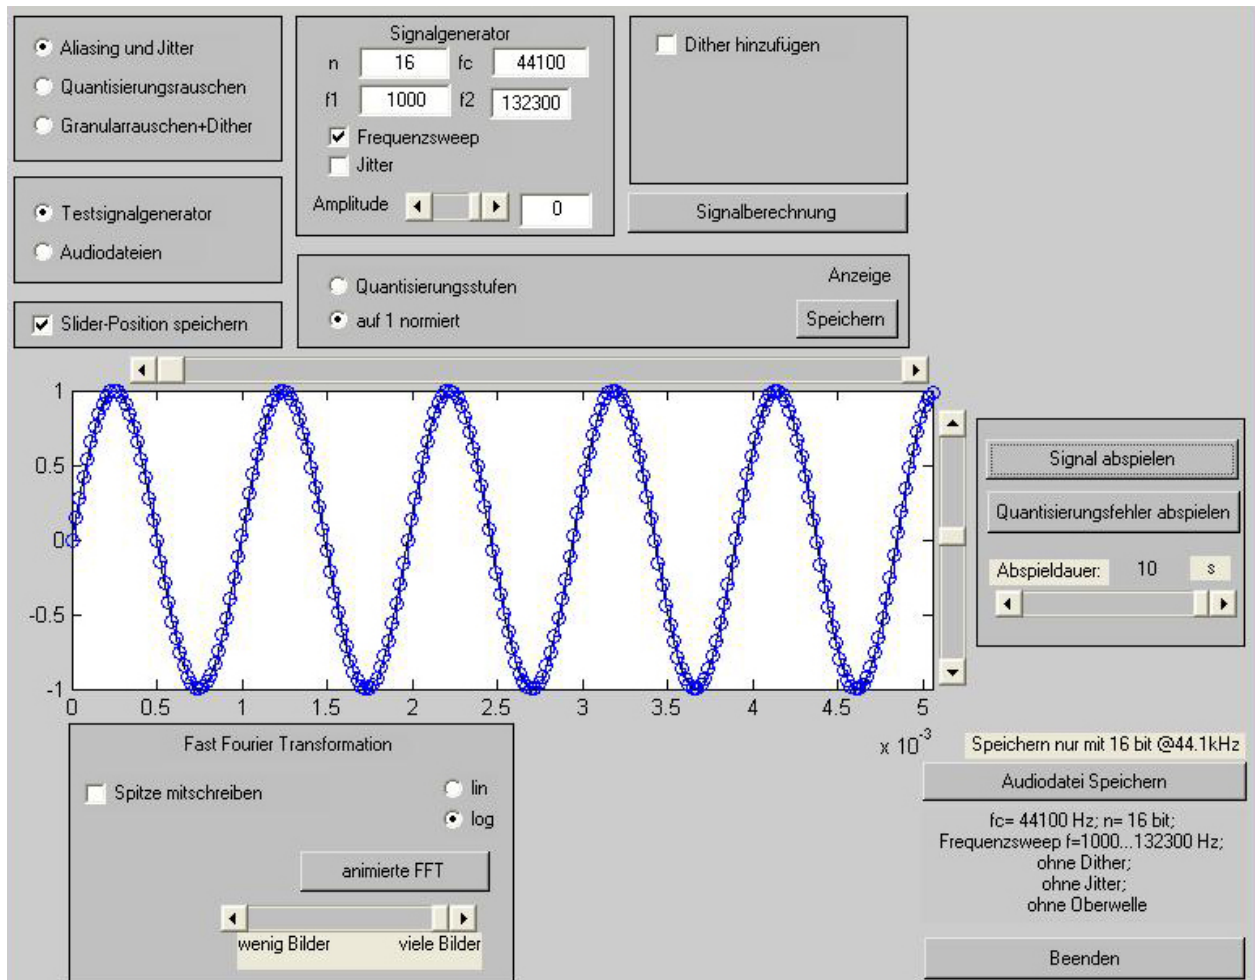 Aliasing und Jitter
Quantisierungsrauschen
Granularrauschen+Dither
Signalgenerator
n 16 fc 44100
f1 1000 f2 132300
Frequenzsweep
Jitter
Amplitude 0
Dither hinzufügen
Signalberechnung
Testsignalgenerator
Audiodateien
Slider-Position speichern
Quantisierungsstufen
auf 1 normiert
Anzeige
Speichern
1
0.5
0
-0.5
-1
0 0.5 1 1.5 2 2.5 3 3.5 4 4.5 5
x 10^-3
Signal abspielen
Quantisierungsfehler abspielen
Abspieldauer: 10 s
Fast Fourier Transformation
Spitze mitschreiben
lin
log
animierte FFT
wenig Bilder viele Bilder
Speichern nur mit 16 bit @44.1kHz
Audiodatei Speichern
fc= 44100 Hz; n= 16 bit;
Frequenzsweep f=1000...132300 Hz;
ohne Dither;
ohne Jitter;
ohne Oberwelle
Beenden